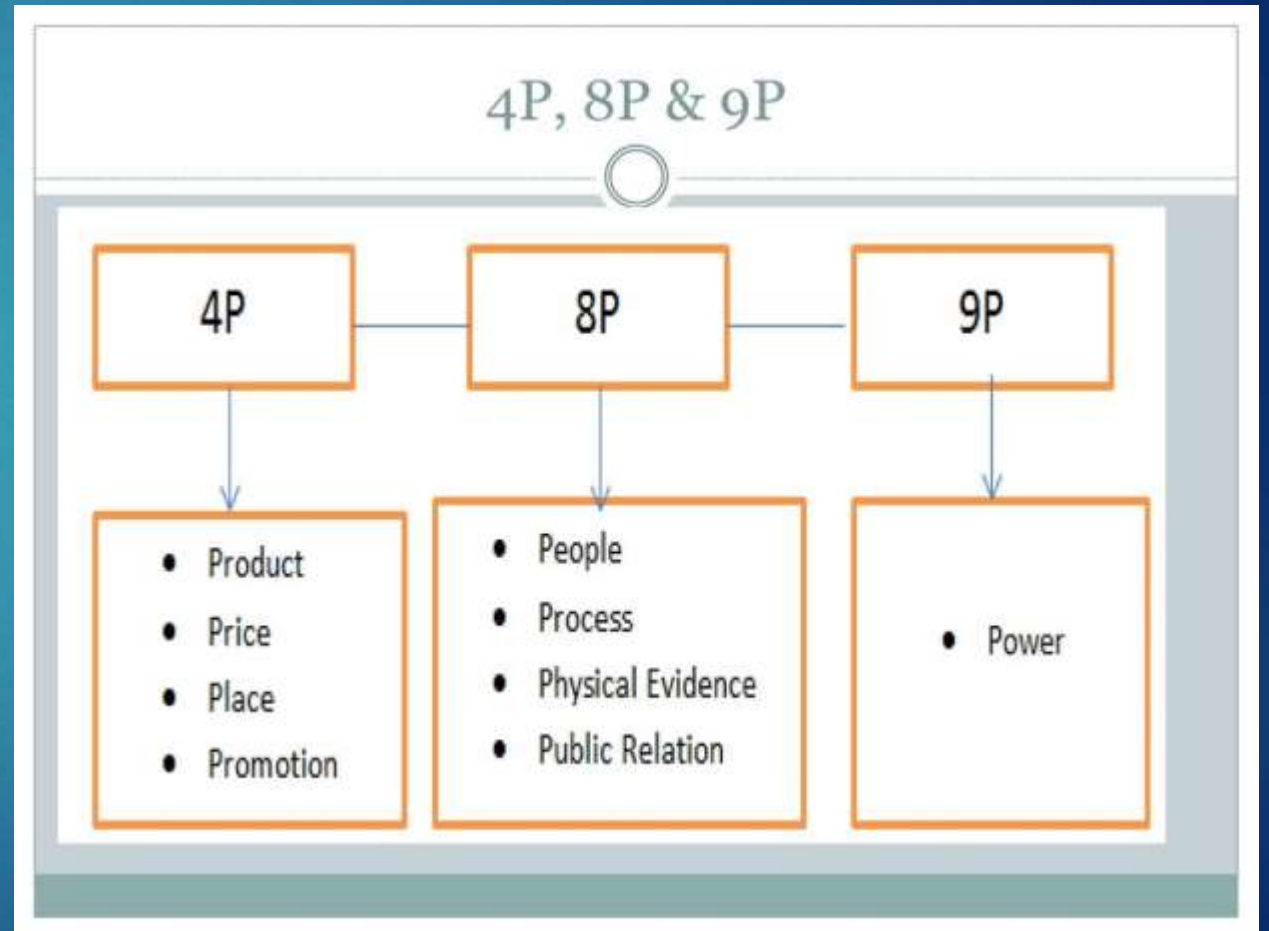 4P, 8P & 9P
4P
8P
9P
• Product
• Price
• Place
• Promotion
• People
• Process
• Physical Evidence
• Public Relation
• Power